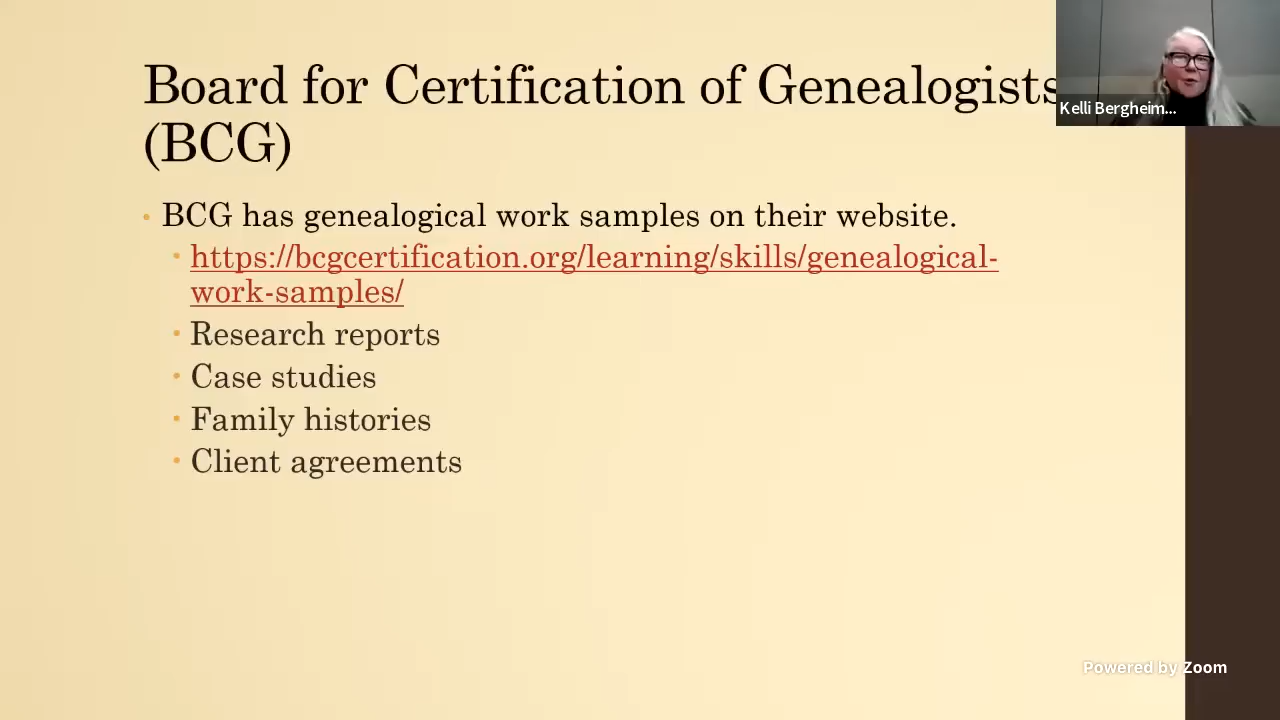 Board for Certification of Genealogists
(BCG)
Kelli Bergheim...
• BCG has genealogical work samples on their website.
• https://bcgcertification.org/learning/skills/genealogical-
work-samples/
• Research reports
• Case studies
• Family histories
• Client agreements
Powered by Zoom